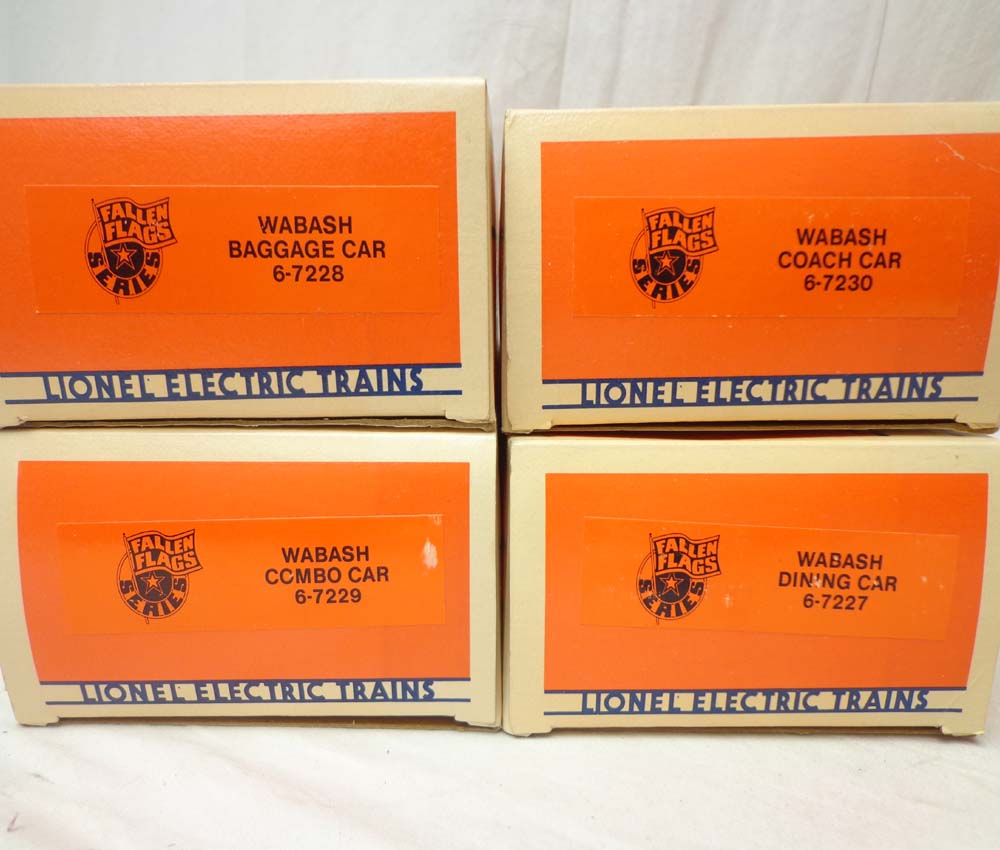 FALLEN
FLAGS
SERIES
WABASH
BAGGAGE CAR
6-7228
LIONEL ELECTRIC TRAINS
FALLEN
FLAGS
SERIES
WABASH
COACH CAR
6-7230
LIONEL ELECTRIC TRAINS
FALLEN
FLAGS
SERIES
WABASH
CCMBO CAR
6-7229
LIONEL ELECTRIC TRAINS
FALLEN
FLAGS
SERIES
WABASH
DINING CAR
6-7227
LIONEL ELECTRIC TRAINS